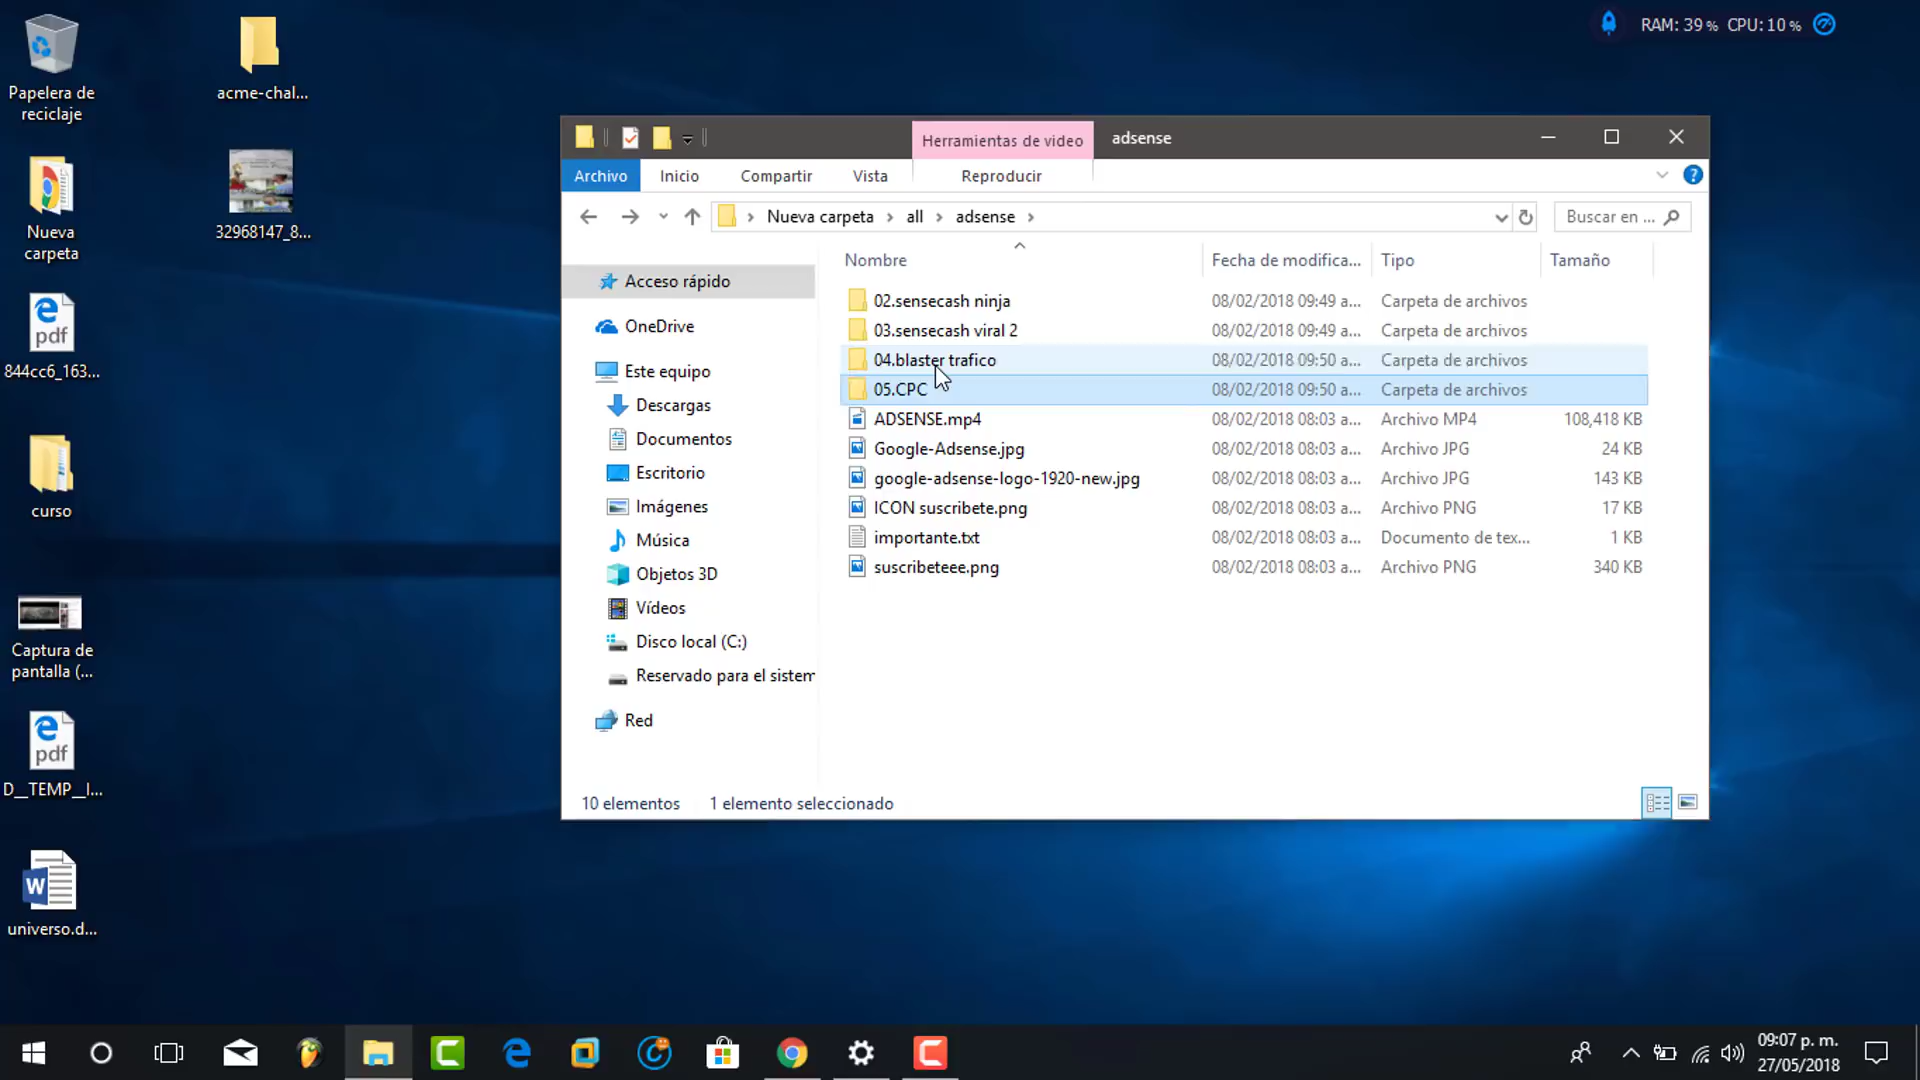 RAM: 39 % CPU: 10 %
Papelera de
reciclaje
acme-chal...
Nueva
carpeta
32968147_8...
pdf
844cc6_163...
curso
Captura de
pantalla (...
pdf
D__TEMP__I...
W
universo.d...
Herramientas de video
adsense
Archivo
Inicio
Compartir
Vista
Reproducir
Nueva carpeta
all
adsense
Buscar en ...
Acceso rápido
OneDrive
Este equipo
Descargas
Documentos
Escritorio
Imágenes
Música
Objetos 3D
Vídeos
Disco local (C:)
Reservado para el sistem
Red
Nombre Fecha de modifica... Tipo Tamaño
02.sensecash ninja 08/02/2018 09:49 a... Carpeta de archivos
03.sensecash viral 2 08/02/2018 09:49 a... Carpeta de archivos
04.blaster trafico 08/02/2018 09:50 a... Carpeta de archivos
05.CPC 08/02/2018 09:50 a... Carpeta de archivos
ADSENSE.mp4 08/02/2018 08:03 a... Archivo MP4 108,418 KB
Google-Adsense.jpg 08/02/2018 08:03 a... Archivo JPG 24 KB
google-adsense-logo-1920-new.jpg 08/02/2018 08:03 a... Archivo JPG 143 KB
ICON suscribete.png 08/02/2018 08:03 a... Archivo PNG 17 KB
importante.txt 08/02/2018 08:03 a... Documento de tex... 1 KB
suscribeteee.png 08/02/2018 08:03 a... Archivo PNG 340 KB
10 elementos 1 elemento seleccionado
09:07 p. m.
27/05/2018